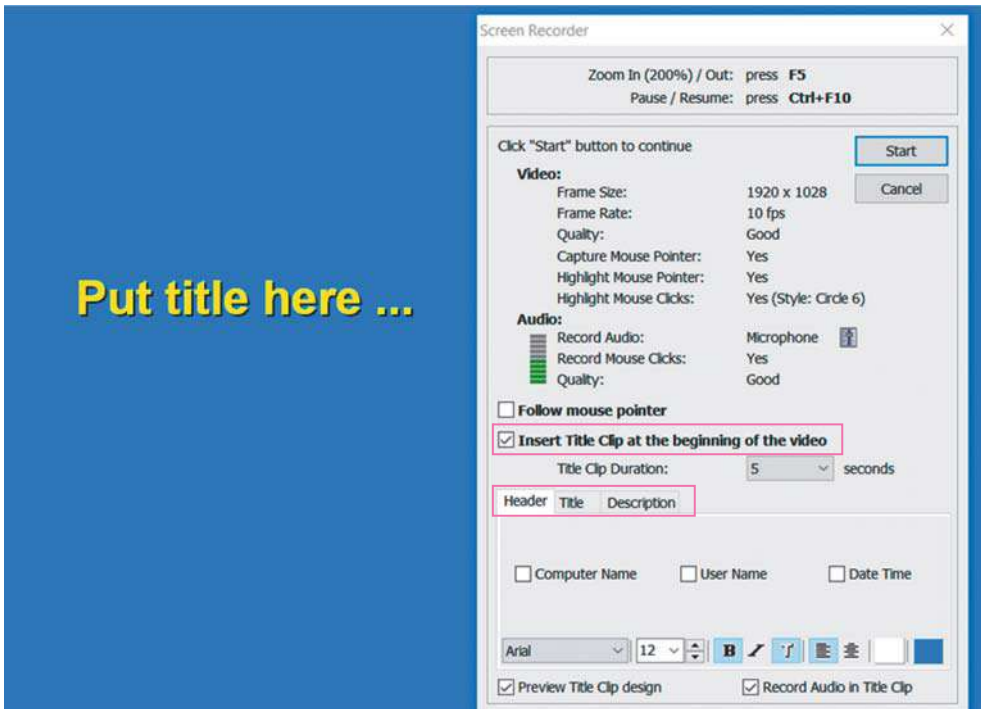 Screen Recorder
Zoom In (200%) / Out: press F5
Pause / Resume: press Ctrl+F10
Click "Start" button to continue
Start
Video:
Frame Size: 1920 x 1028
Cancel
Frame Rate: 10 fps
Quality: Good
Capture Mouse Pointer: Yes
Highlight Mouse Pointer: Yes
Highlight Mouse Clicks: Yes (Style: Circle 6)
Put title here ...
Audio:
Record Audio: Microphone
Record Mouse Clicks: Yes
Quality: Good
Follow mouse pointer
Insert Title Clip at the beginning of the video
Title Clip Duration: 5 seconds
Header Title Description
Computer Name User Name Date Time
Arial 12 B I T
Preview Title Clip design Record Audio in Title Clip